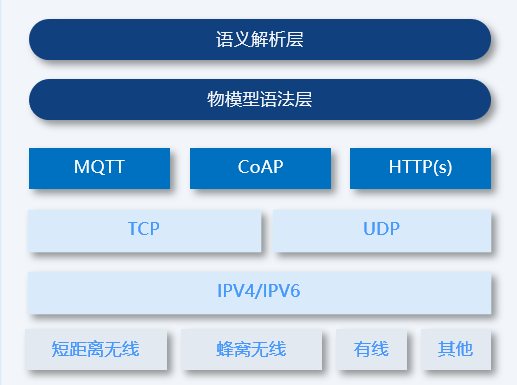 语义解析层
物模型语法层
MQTT CoAP HTTP(s)
TCP UDP
IPV4/IPV6
短距离无线 蜂窝无线 有线 其他